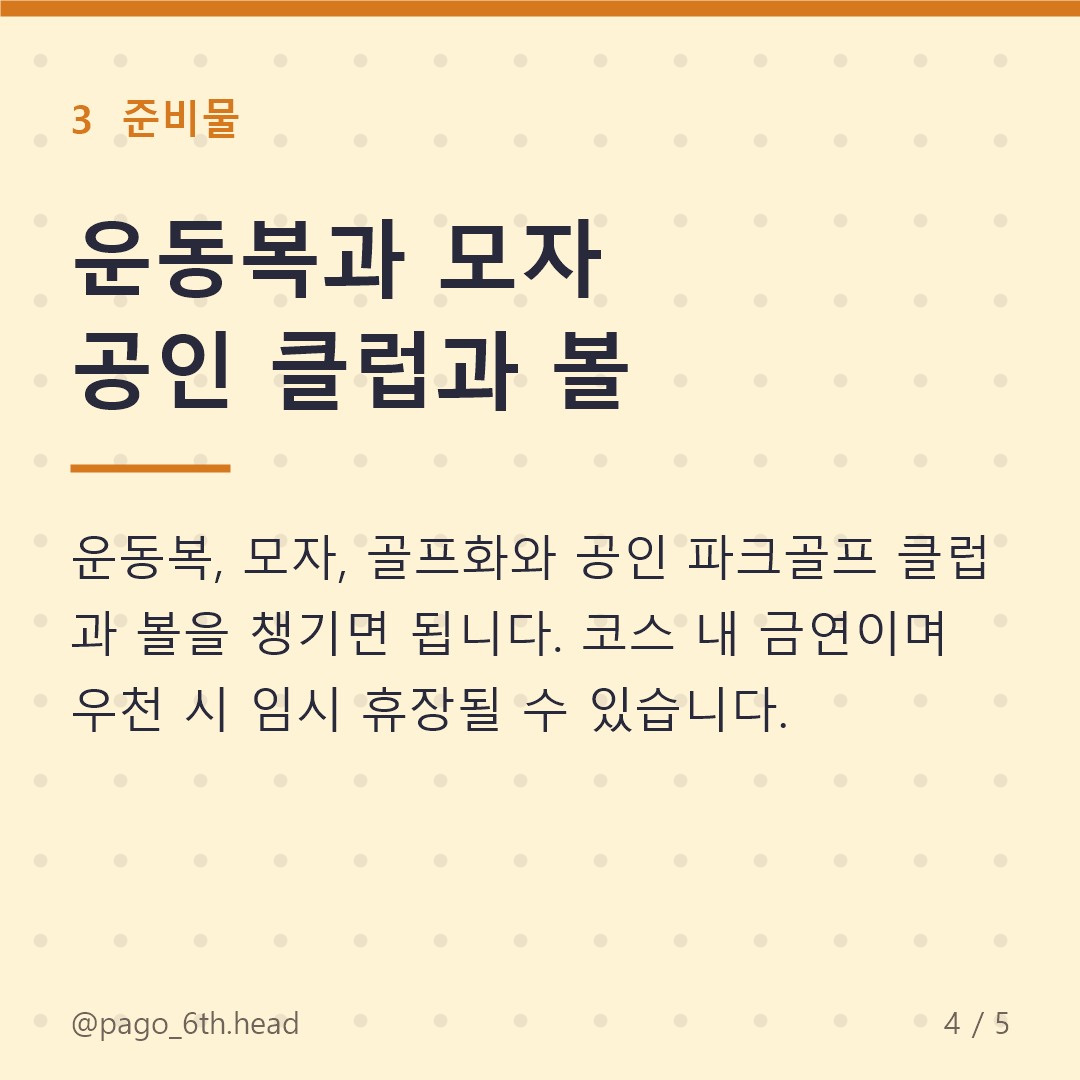 3 준비물
운동복과 모자
공인 클럽과 볼
운동복, 모자, 골프화와 공인 파크골프 클럽
과 볼을 챙기면 됩니다. 코스 내 금연이며
우천 시 임시 휴장될 수 있습니다.
@pago_6th.head
4 / 5